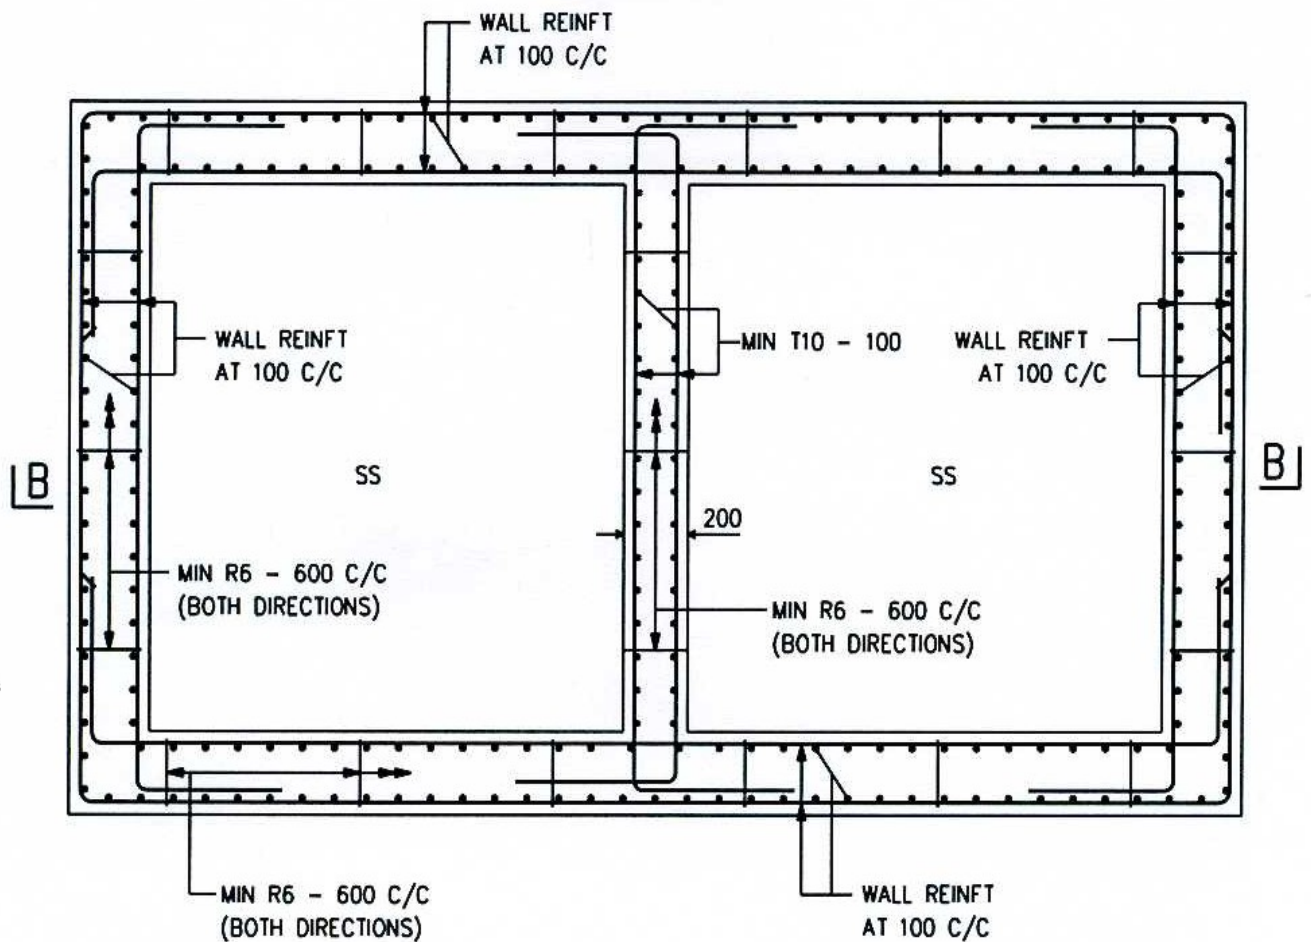 WALL REINFT
AT 100 C/C
WALL REINFT
AT 100 C/C
MIN T10 - 100
WALL REINFT
AT 100 C/C
B
SS
SS
B
200
MIN R6 - 600 C/C
(BOTH DIRECTIONS)
MIN R6 - 600 C/C
(BOTH DIRECTIONS)
MIN R6 - 600 C/C
(BOTH DIRECTIONS)
WALL REINFT
AT 100 C/C